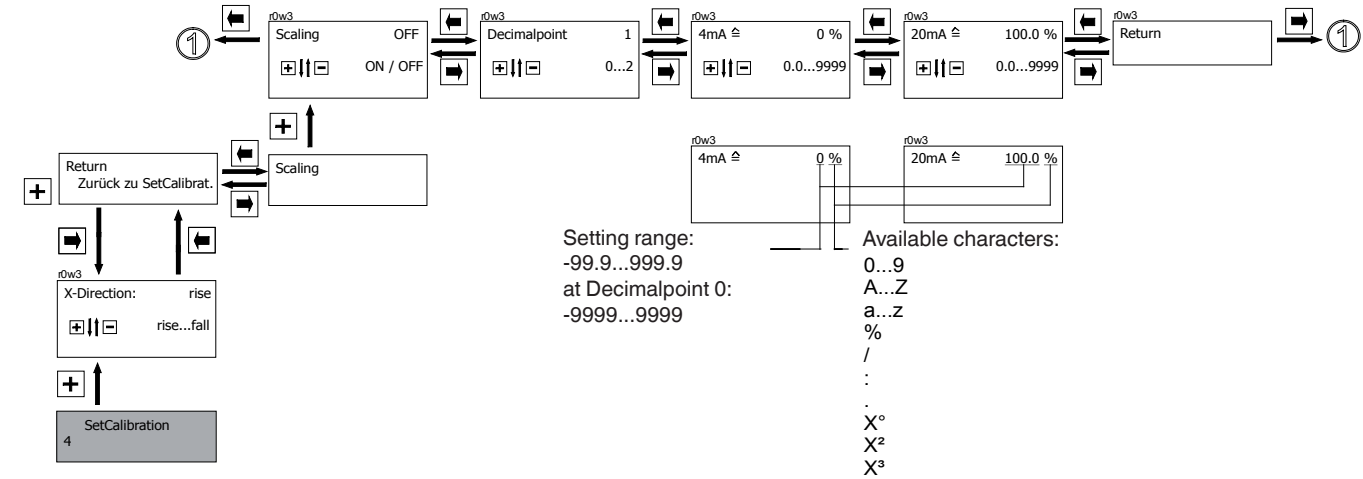 r0w3
Scaling OFF
ON / OFF
r0w3
Decimalpoint 1
0...2
r0w3
4mA ≙ 0 %
0.0...9999
r0w3
20mA ≙ 100.0 %
0.0...9999
r0w3
Return
1
1
Return
Zurück zu SetCalibrat.
Scaling
r0w3
4mA ≙ 0 %
r0w3
20mA ≙ 100.0 %
Setting range:
-99.9...999.9
at Decimalpoint 0:
-9999...9999
Available characters:
0...9
A...Z
a...z
%
/
:
.
X°
X²
X³
r0w3
X-Direction: rise
rise...fall
SetCalibration
4